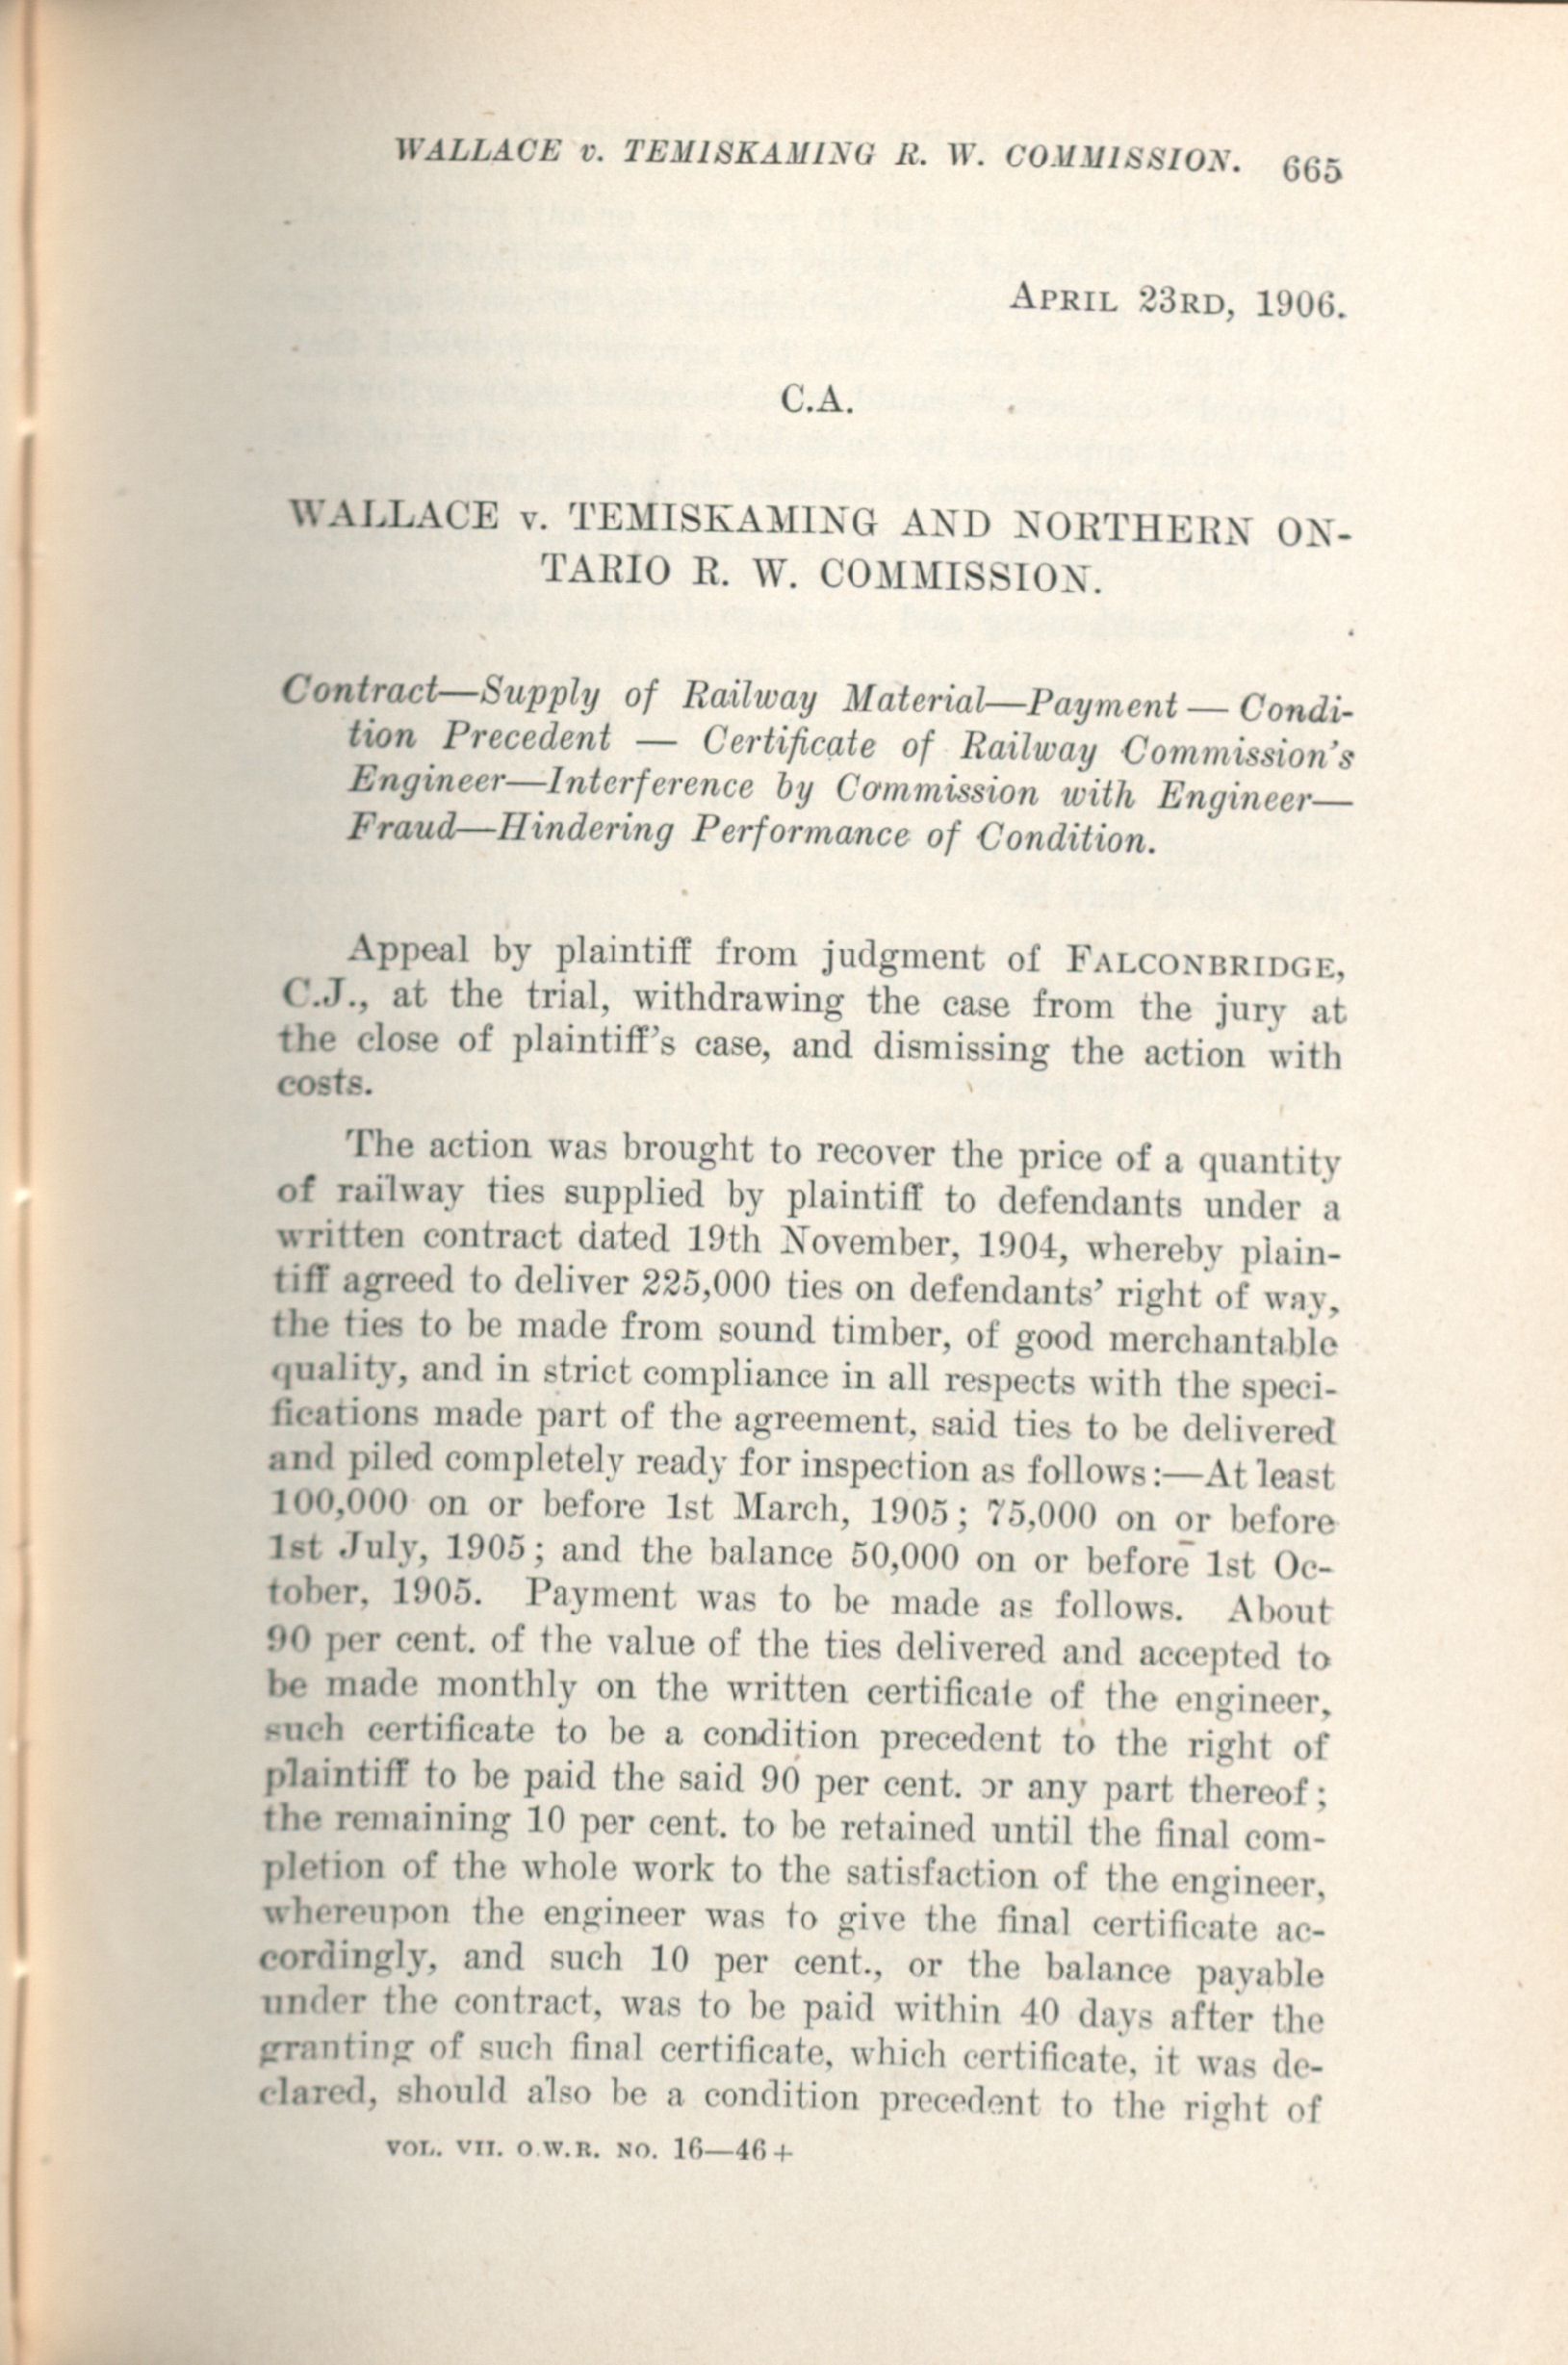 WALLACE v. TEMISKAMING R. W. COMMISSION. 665
APRIL 23RD, 1906.
C.A.
WALLACE v. TEMISKAMING AND NORTHERN ON-
TARIO R. W. COMMISSION.
Contract—Supply of Railway Material—Payment — Condi-
tion Precedent — Certificate of Railway Commission's
Engineer—Interference by Commission with Engineer—
Fraud—Hindering Performance of Condition.
Appeal by plaintiff from judgment of FALCONBRIDGE,
C.J., at the trial, withdrawing the case from the jury at
the close of plaintiff's case, and dismissing the action with
costs.
The action was brought to recover the price of a quantity
of railway ties supplied by plaintiff to defendants under a
written contract dated 19th November, 1904, whereby plain-
tiff agreed to deliver 225,000 ties on defendants' right of way,
the ties to be made from sound timber, of good merchantable
quality, and in strict compliance in all respects with the speci-
fications made part of the agreement, said ties to be delivered
and piled completely ready for inspection as follows:—At least
100,000 on or before 1st March, 1905; 75,000 on or before
1st July, 1905; and the balance 50,000 on or before 1st Oc-
tober, 1905. Payment was to be made as follows. About
90 per cent. of the value of the ties delivered and accepted to
be made monthly on the written certificate of the engineer,
such certificate to be a condition precedent to the right of
plaintiff to be paid the said 90 per cent. or any part thereof;
the remaining 10 per cent. to be retained until the final com-
pletion of the whole work to the satisfaction of the engineer,
whereupon the engineer was to give the final certificate ac-
cordingly, and such 10 per cent., or the balance payable
under the contract, was to be paid within 40 days after the
granting of such final certificate, which certificate, it was de-
clared, should also be a condition precedent to the right of
VOL. VII. O.W.R. NO. 16—46+